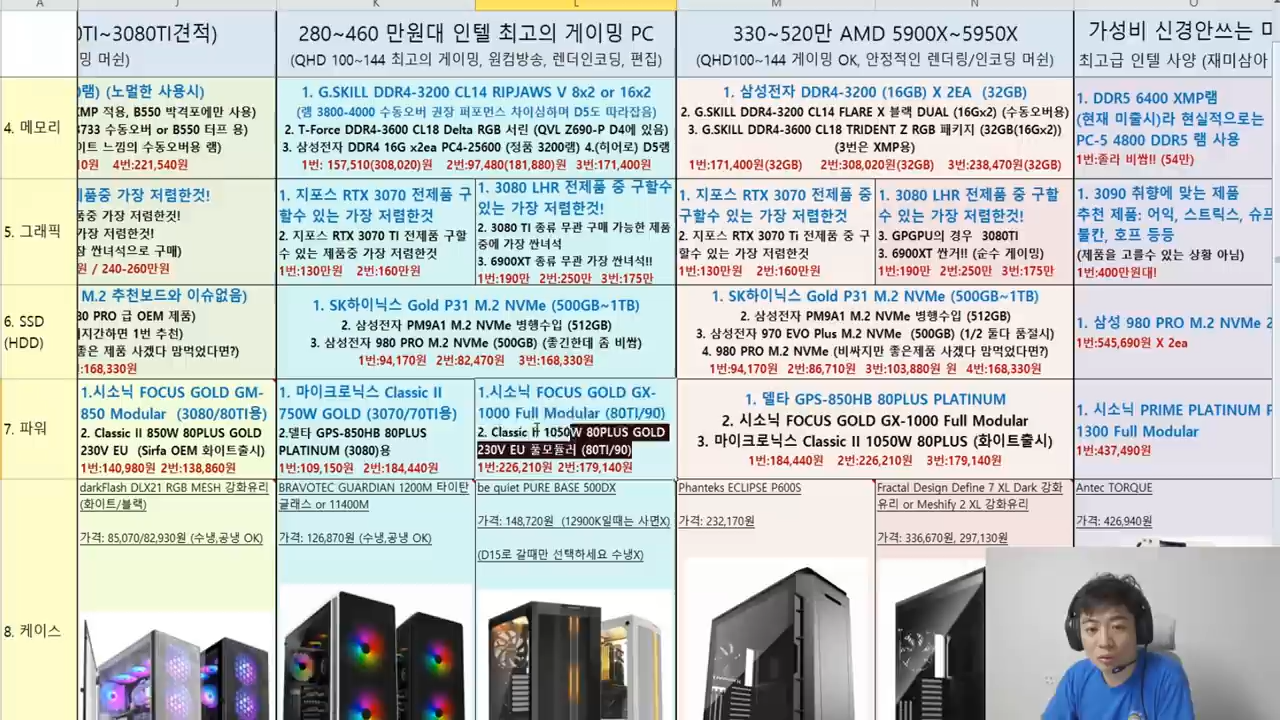 A
J
K
L
M
N
O
0TI~3080TI견적)
밍 머쉰)
280~460 만원대 인텔 최고의 게이밍 PC
(QHD 100~144 최고의 게이밍, 원컴방송, 렌더인코딩, 편집)
330~520만 AMD 5900X~5950X
(QHD100~144 게이밍 OK, 안정적인 렌더링/인코딩 머쉰)
가성비 신경안쓰는
최고급 인텔 사양 (재미삼아
4. 메모리
램) (노멀한 사용시)
XMP 적용, B550 박격포에만 사용)
3733 수동오버 or B550 터프 용)
이트 느낌의 수동오버용 램)
0원 4번:221,540원
1. G.SKILL DDR4-3200 CL14 RIPJAWS V 8x2 or 16x2
(램 3800-4000 수동오버 권장 퍼포먼스 차이심하며 D5도 따라잡음)
2. T-Force DDR4-3600 CL18 Delta RGB 서린 (QVL Z690-P D4에 있음)
3. 삼성전자 DDR4 16G x2ea PC4-25600 (정품 3200램) 4.(히어로) D5램
1번: 157,510(308,020)원 2번:97,480(181,880)원 3번:171,400원
1. 삼성전자 DDR4-3200 (16GB) X 2EA (32GB)
2. G.SKILL DDR4-3200 CL14 FLARE X 블랙 DUAL (16Gx2) (수동오버용)
3. G.SKILL DDR4-3600 CL18 TRIDENT Z RGB 패키지 (32GB(16Gx2))
(3번은 XMP용)
1번:171,400원(32GB) 2번:308,020원(32GB) 3번:238,470원(32GB)
1. DDR5 6400 XMP램
(현재 미출시)라 현실적으로는
PC-5 4800 DDR5 램 사용
1번:졸라 비쌈!! (54만)
5. 그래픽
제품중 가장 저렴한것!
품중 가장 저렴한것!
가장 저렴한것!
장 싼녀석으로 구매)
원 / 240-260만원
1. 지포스 RTX 3070 전제품 중 구
할수 있는 가장 저렴한것
2. 지포스 RTX 3070 TI 전제품 중 구할
수 있는 제품중 가장 저렴한것
1번:130만원 2번:160만원
1. 3080 LHR 전제품 중 구할수
있는 가장 저렴한것!
2. 3080 TI 종류 무관 구매 가능한 제품
중에 가장 싼녀석
3. 6900XT 종류 무관 가장 싼녀석!!
1번:190만 2번:250만 3번:175만
1. 지포스 RTX 3070 전제품 중
구할수 있는 가장 저렴한것
2. 지포스 RTX 3070 Ti 전제품 중 구
할수 있는 제품중 가장 저렴한것
1번:130만원 2번:160만원
1. 3080 LHR 전제품 중 구할
수 있는 가장 저렴한것!
3. GPGPU의 경우 3080TI
3. 6900XT 싼거!! (순수 게이밍)
1번:190만 2번:250만 3번:175만
1. 3090 취향에 맞는 제품
추천 제품: 어익, 스트릭스, 슈프
불칸, 호프 등등
(제품을 고를수 있는 상황 아님)
1번:400만원대!
6. SSD
(HDD)
M.2 추천보드와 이슈없음)
80 PRO 급 OEM 제품)
지지간하면 1번 추천)
좋은 제품 사겠다 맘먹었다면?)
:168,330원
1. SK하이닉스 Gold P31 M.2 NVMe (500GB~1TB)
2. 삼성전자 PM9A1 M.2 NVMe 병행수입 (512GB)
3. 삼성전자 980 PRO M.2 NVMe (500GB) (좋긴한데 좀 비쌈)
1번:94,170원 2번:82,470원 3번:168,330원
1. SK하이닉스 Gold P31 M.2 NVMe (500GB~1TB)
2. 삼성전자 PM9A1 M.2 NVMe 병행수입 (512GB)
3. 삼성전자 970 EVO Plus M.2 NVMe (500GB) (1/2 둘다 품절시)
4. 980 PRO M.2 NVMe (비싸지만 좋은제품 사겠다 맘먹었다면?)
1번:94,170원 2번:86,710원 3번:103,880원 원 4번:168,330원
1. 삼성 980 PRO M.2 NVMe 2
1번:545,690원 X 2ea
7. 파워
1.시소닉 FOCUS GOLD GM-
850 Modular (3080/80TI용)
2. Classic II 850W 80PLUS GOLD
230V EU (Sirfa OEM 화이트출시)
1번:140,980원 2번:138,860원
1. 마이크로닉스 Classic II
750W GOLD (3070/70TI용)
2.델타 GPS-850HB 80PLUS
PLATINUM (3080)용
1번:109,150원 2번:184,440원
1.시소닉 FOCUS GOLD GX-
1000 Full Modular (80TI/90)
2. Classic II 1050W 80PLUS GOLD
230V EU 풀모듈러 (80TI/90)
1번:226,210원 2번:179,140원
1. 델타 GPS-850HB 80PLUS PLATINUM
2. 시소닉 FOCUS GOLD GX-1000 Full Modular
3. 마이크로닉스 Classic II 1050W 80PLUS (화이트출시)
1번:184,440원 2번:226,210원 3번:179,140원
1. 시소닉 PRIME PLATINUM P
1300 Full Modular
1번:437,490원
8. 케이스
darkFlash DLX21 RGB MESH 강화유리
(화이트/블랙)
가격: 85,070/82,930원 (수냉,공냉 OK)
BRAVOTEC GUARDIAN 1200M 타이탄
글래스 or 11400M
가격: 126,870원 (수냉,공냉 OK)
be quiet PURE BASE 500DX
가격: 148,720원 (12900K일때는 사면X)
(D15로 갈때만 선택하세요 수냉X)
Phanteks ECLIPSE P600S
가격: 232,170원
Fractal Design Define 7 XL Dark 강화
유리 or Meshify 2 XL 강화유리
가격: 336,670원, 297,130원
Antec TORQUE
가격: 426,940원